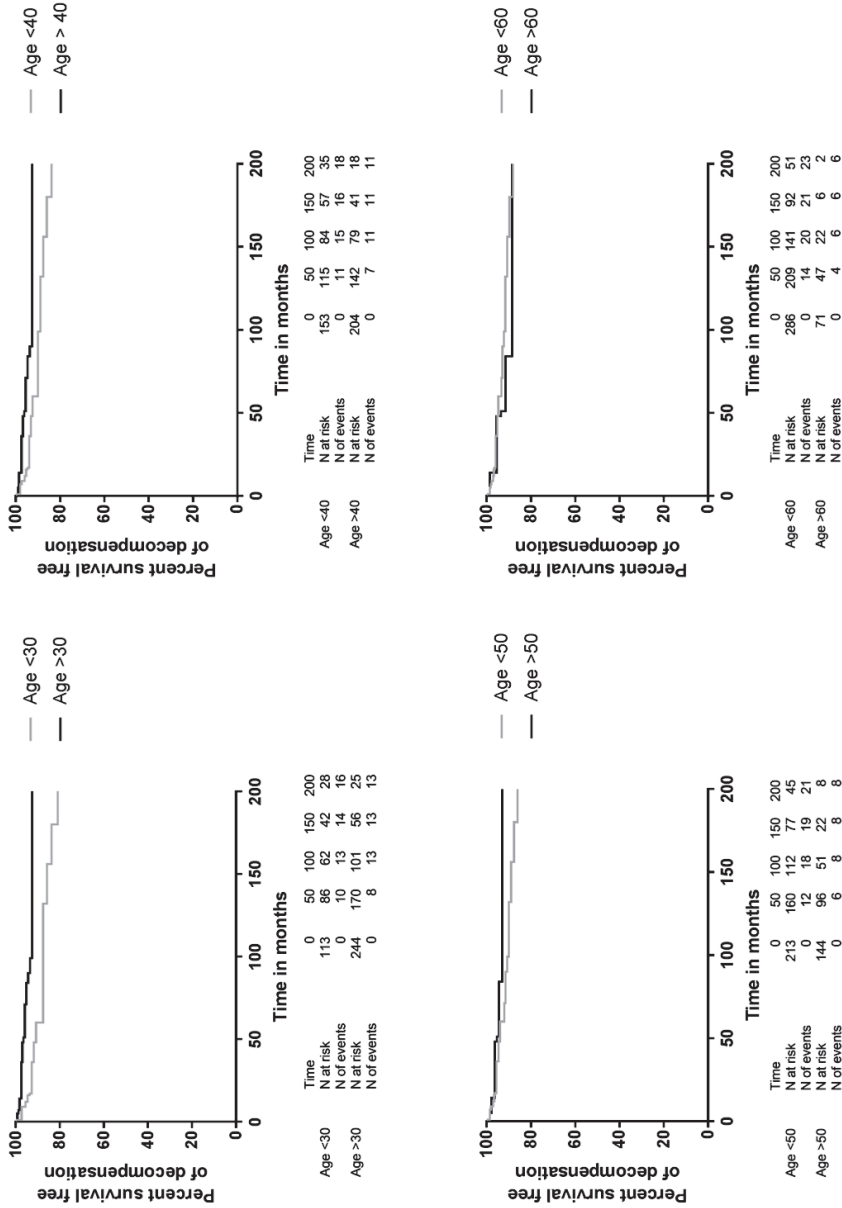 Percent survival free
of decompensation
100
80
60
40
20
0
0 50 100 150 200
Time in months
Age <30
Age >30
Time 0 50 100 150 200
Age <30 N at risk 113 86 62 42 28
N of events 0 10 13 14 16
Age >30 N at risk 244 170 101 56 25
N of events 0 8 13 13 13
Percent survival free
of decompensation
100
80
60
40
20
0
0 50 100 150 200
Time in months
Age <40
Age > 40
Time 0 50 100 150 200
Age <40 N at risk 153 115 84 57 35
N of events 0 11 15 16 18
Age >40 N at risk 204 142 79 41 18
N of events 0 7 11 11 11
Percent survival free
of decompensation
100
80
60
40
20
0
0 50 100 150 200
Time in months
Age <50
Age >50
Time 0 50 100 150 200
Age <50 N at risk 213 160 112 77 45
N of events 0 12 18 19 21
Age >50 N at risk 144 96 51 22 8
N of events 0 6 8 8 8
Percent survival free
of decompensation
100
80
60
40
20
0
0 50 100 150 200
Time in months
Age <60
Age >60
Time 0 50 100 150 200
Age <60 N at risk 286 209 141 92 51
N of events 0 14 20 21 23
Age >60 N at risk 71 47 22 6 2
N of events 0 4 6 6 6